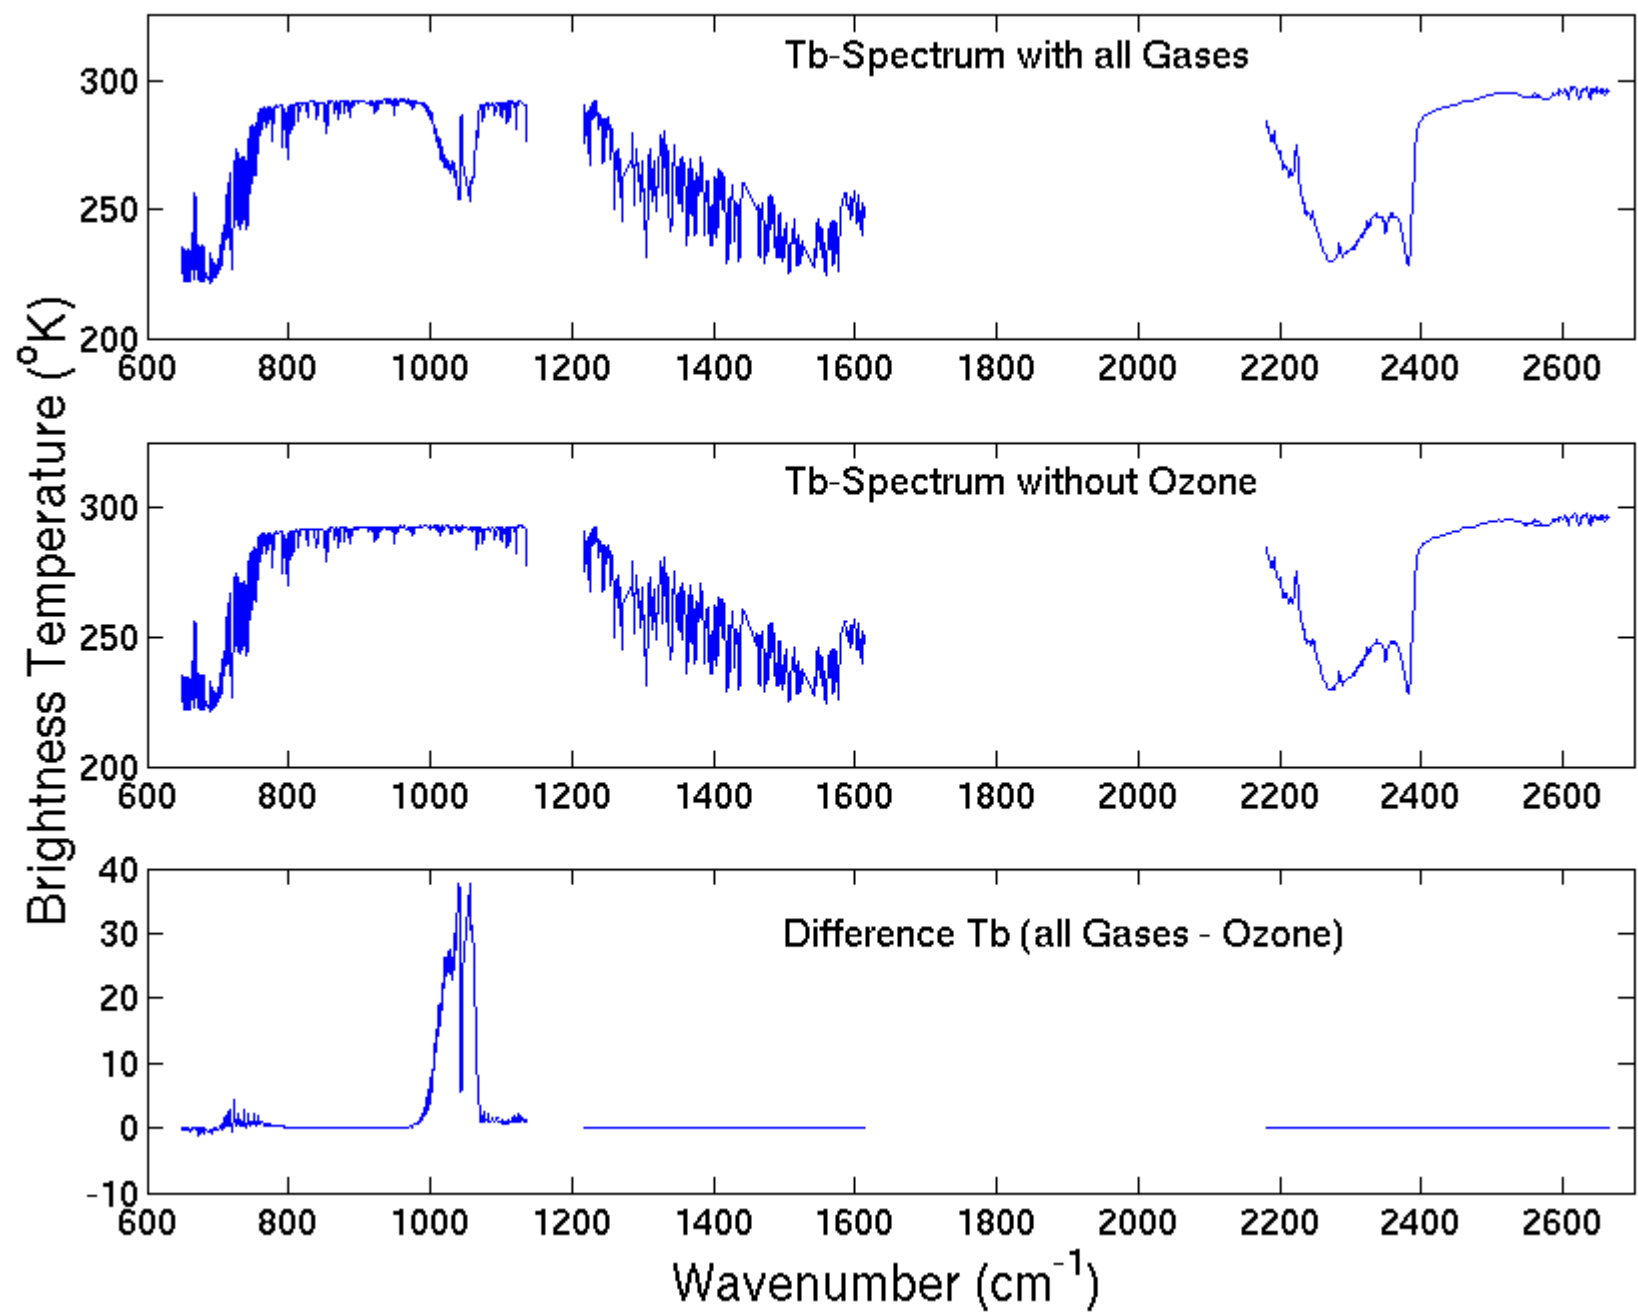 Brightness Temperature (°K)
Tb-Spectrum with all Gases
300
250
200
600 800 1000 1200 1400 1600 1800 2000 2200 2400 2600
Tb-Spectrum without Ozone
300
250
200
600 800 1000 1200 1400 1600 1800 2000 2200 2400 2600
Difference Tb (all Gases - Ozone)
40
30
20
10
0
-10
600 800 1000 1200 1400 1600 1800 2000 2200 2400 2600
Wavenumber (cm⁻¹)